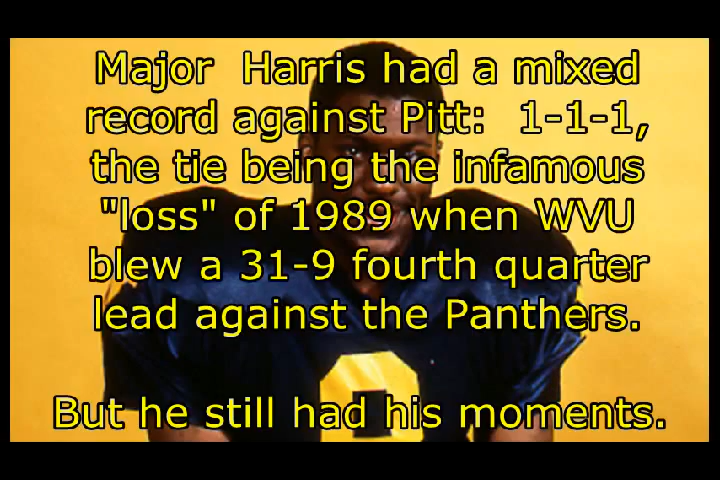 Major  Harris had a mixed
record against Pitt:  1-1-1,
the tie being the infamous
"loss" of 1989 when WVU
blew a 31-9 fourth quarter
lead against the Panthers.
But he still had his moments.